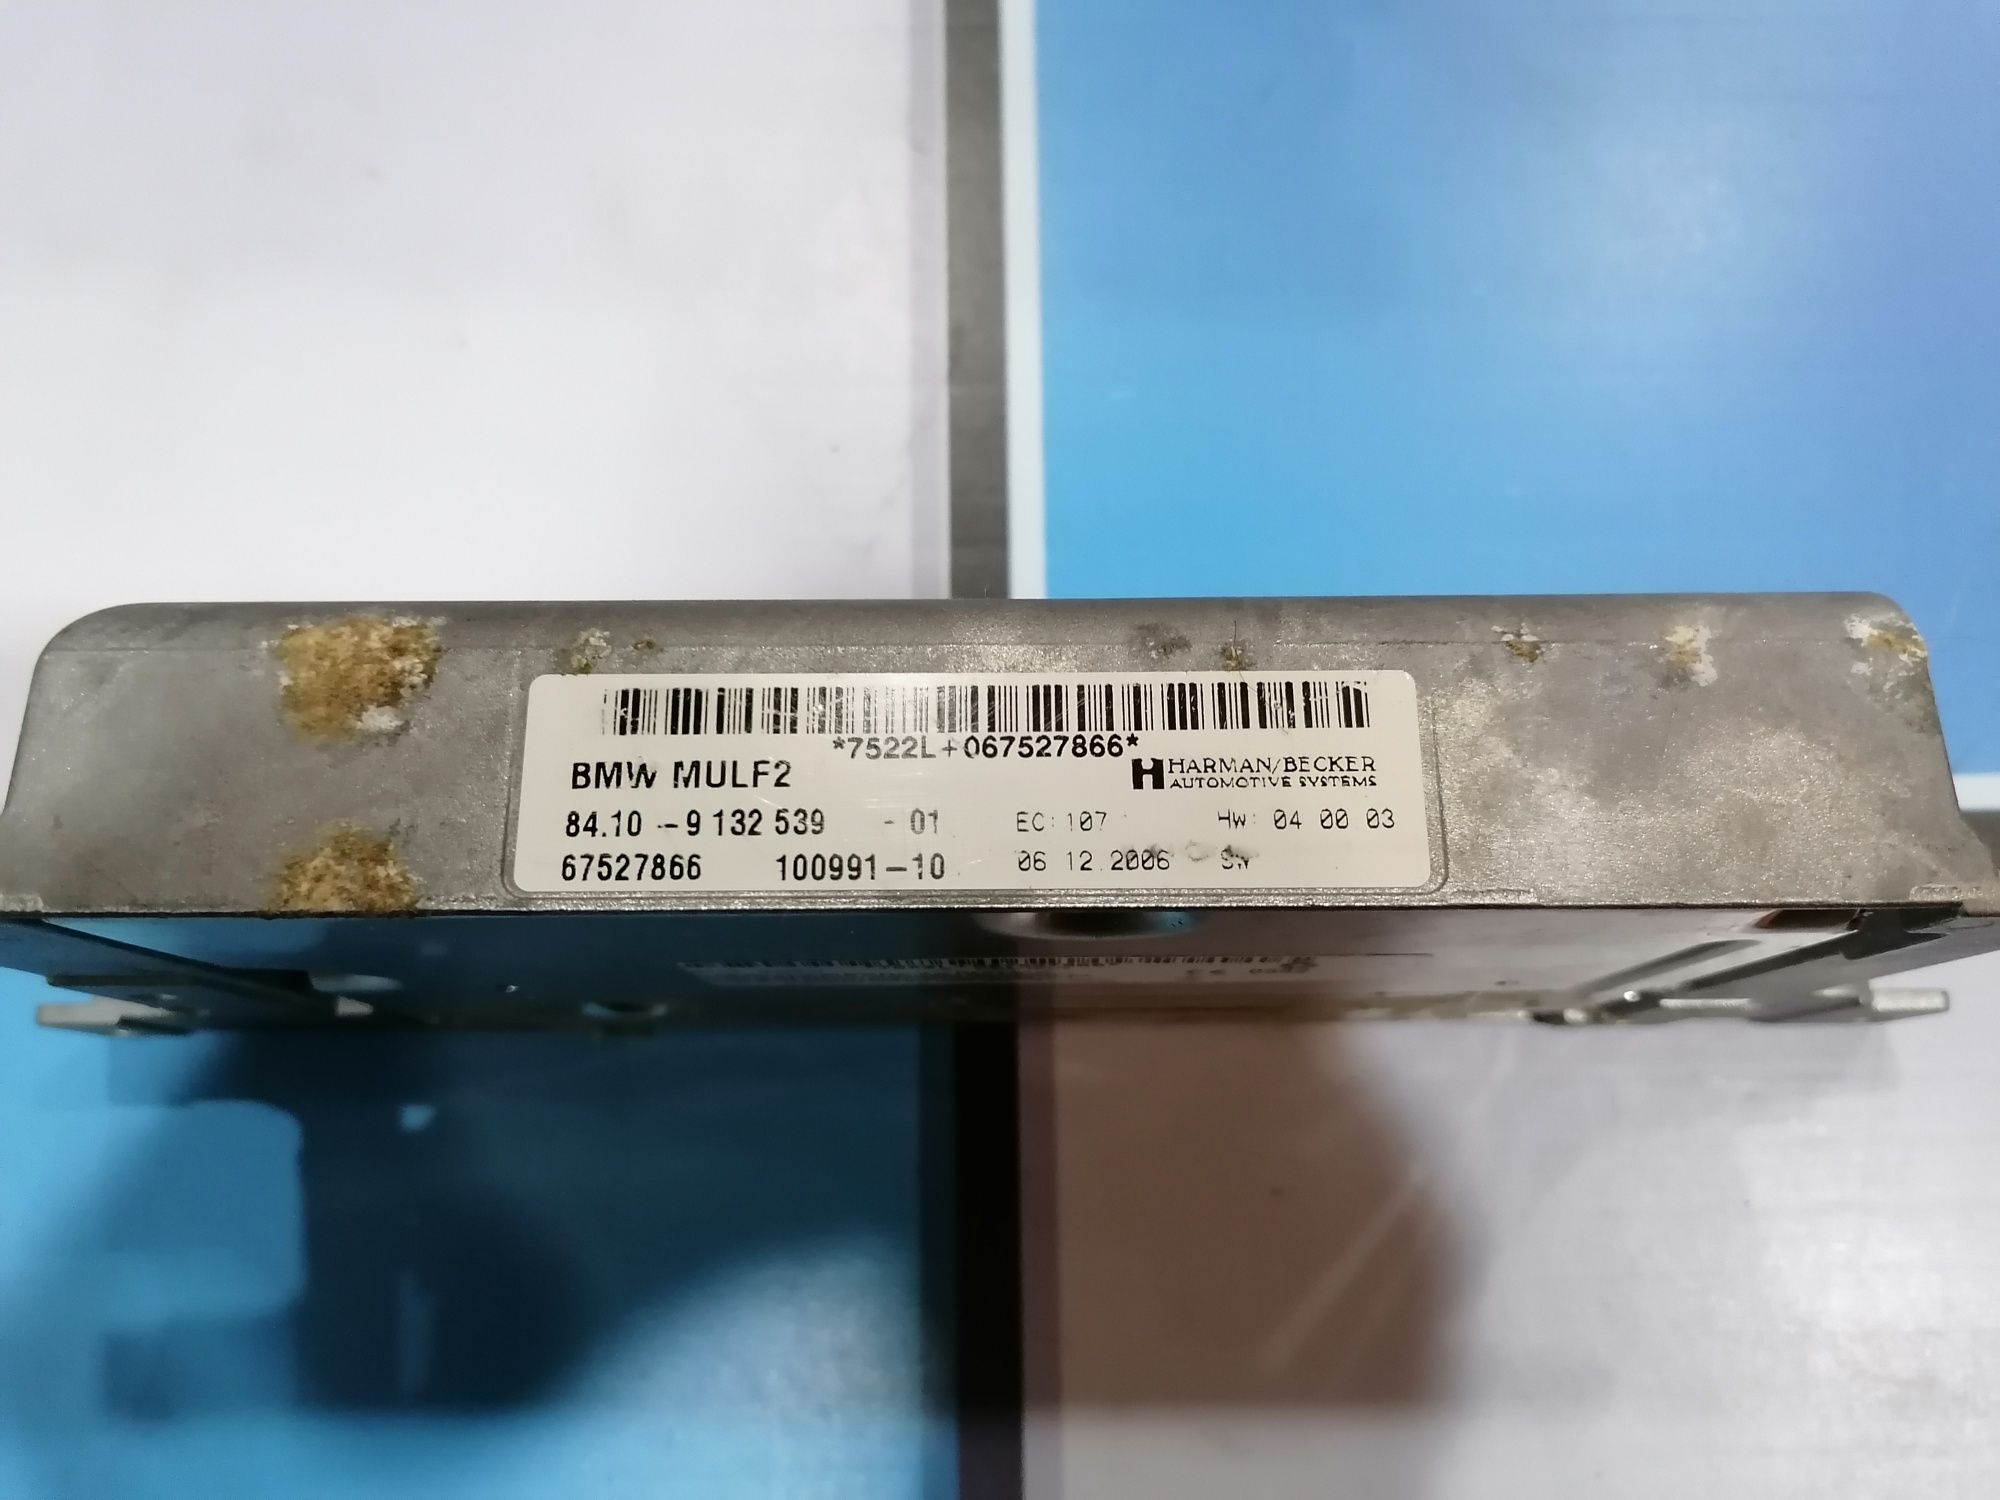 *7522L+067527866*
BMW MULF2
HARMAN/BECKER
AUTOMOTIVE SYSTEMS
84.10 -9 132 539 - 01 EC: 107 HW: 04 00 03
67527866 100991-10 06 12.2006 SW